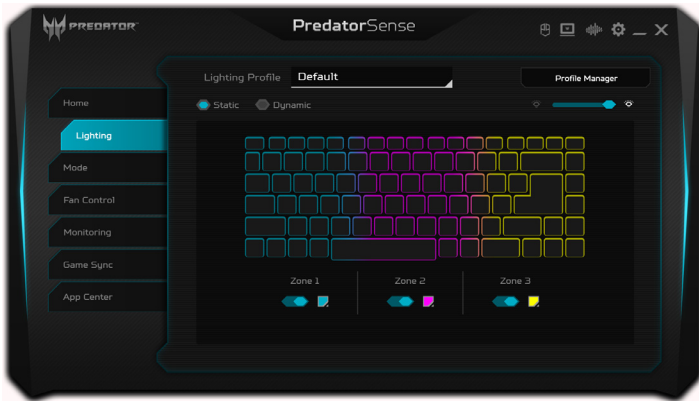 PREDATOR
PredatorSense
Lighting Profile Default
Profile Manager
Static Dynamic
Home
Lighting
Mode
Fan Control
Monitoring
Game Sync
App Center
Zone 1 Zone 2 Zone 3